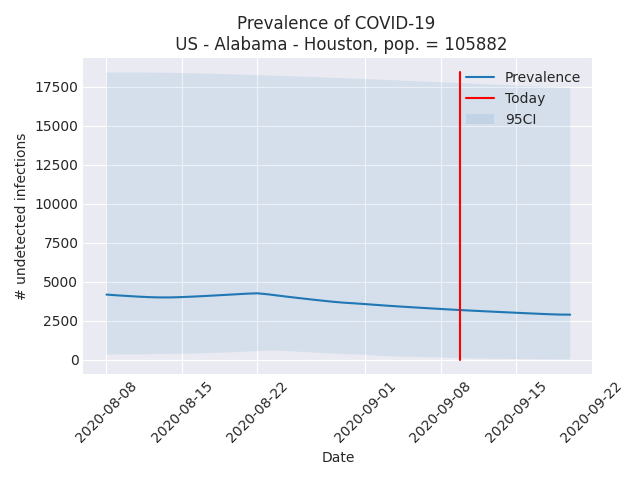 Prevalence of COVID-19
US - Alabama - Houston, pop. = 105882
Prevalence
Today
95CI
17500
15000
12500
10000
7500
5000
2500
0
# undetected infections
2020-08-08
2020-08-15
2020-08-22
2020-09-01
2020-09-08
2020-09-15
2020-09-22
Date